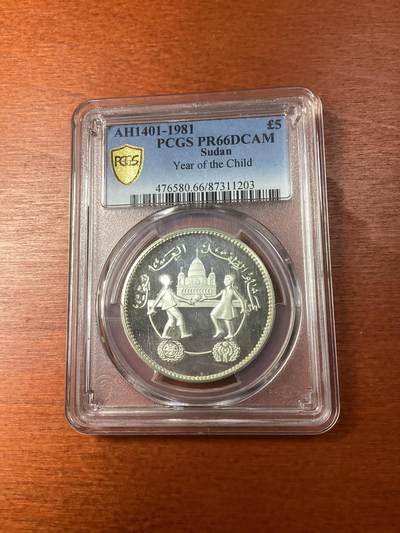 AH1401-1981 £5
PCGS PR66DCAM
Sudan
Year of the Child
476580.66/87311203
PCGS